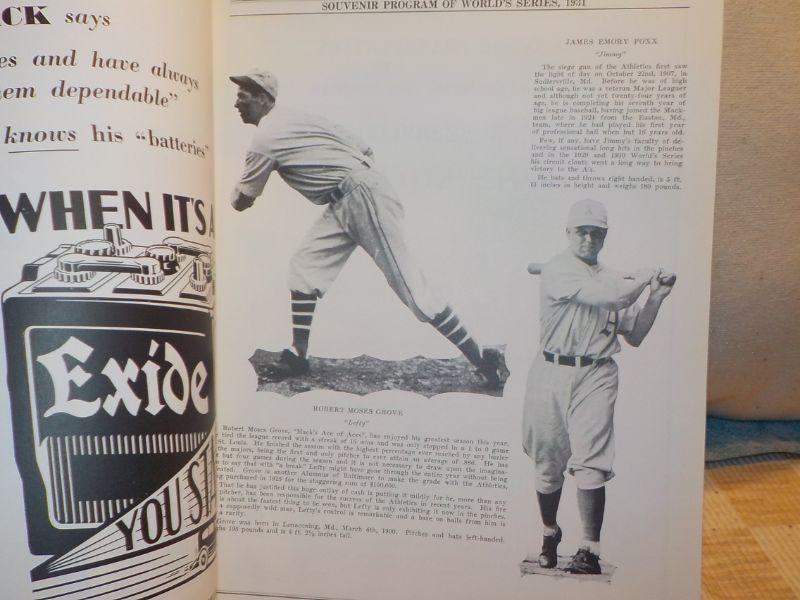 CK says
es and have always
em dependable"
knows his "batteries"
WHEN IT'S A
Exide
YOU ST
SOUVENIR PROGRAM OF WORLD'S SERIES, 1931
JAMES EMORY FOXX
"Jimmy"
The siege gun of the Athletics first saw
the light of day on October 22nd, 1907, in
Sudlersville, Md. Before he was of high
school age, he was a veteran Major Leaguer
and although not yet twenty-four years of
age, he is completing his seventh year of
big league baseball, having joined the Mack-
men late in 1924 from the Easton, Md.,
team, where he had played his first year
of professional ball when but 16 years old.
Few, if any, have Jimmy's faculty of de-
livering sensational long hits in the pinches
and in the 1929 and 1930 World's Series
his circuit clouts went a long way to bring
victory to the A's.
He bats and throws right handed, is 5 ft.
11 inches in height and weighs 180 pounds.
A
ROBERT MOSES GROVE
"Lefty"
Robert Moses Grove, "Mack's Ace of Aces", has enjoyed his greatest season this year.
tied the league record with a streak of 16 wins and was only stopped in a 1 to 0 game
St. Louis. He finished the season with the highest percentage ever reached by any hurler
the majors, being the first and only pitcher to ever attain an average of .886. He has
but four games during the season and it is not necessary to draw upon the imagina-
to say that with "a break" Lefty might have gone through the entire year without being
eated. Grove is another Alumnus of Baltimore to make the grade with the Athletics,
purchased in 1925 for the staggering sum of $100,600.
That he has justified this huge outlay of cash is putting it mildly for he, more than any
pitcher, has been responsible for the success of the Athletics in recent years. His fire
is about the fastest thing to be seen, but Lefty is only exhibiting it now in the pinches.
a supposedly wild man, Lefty's control is remarkable and a base on balls from him is
a rarity.
Grove was born in Lonaconing, Md., March 6th, 1900. Pitches and bats left-handed.
ghs 198 pounds and is 6 ft. 2½ inches tall.